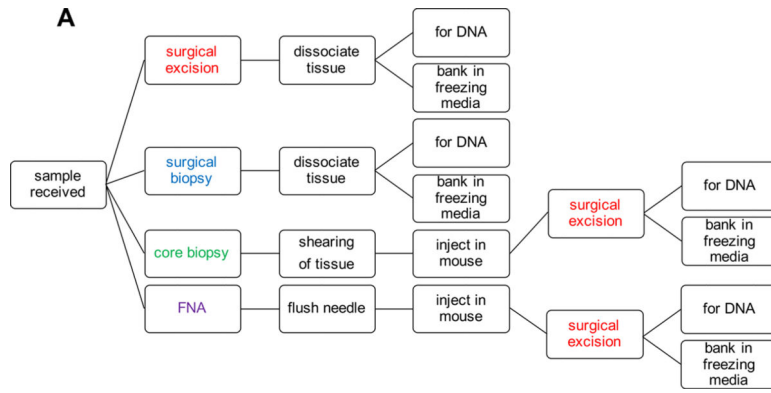 A
sample
received
surgical
excision
dissociate
tissue
for DNA
bank in
freezing
media
surgical
biopsy
dissociate
tissue
for DNA
bank in
freezing
media
core biopsy
shearing
of tissue
inject in
mouse
surgical
excision
for DNA
bank in
freezing
media
FNA
flush needle
inject in
mouse
surgical
excision
for DNA
bank in
freezing
media